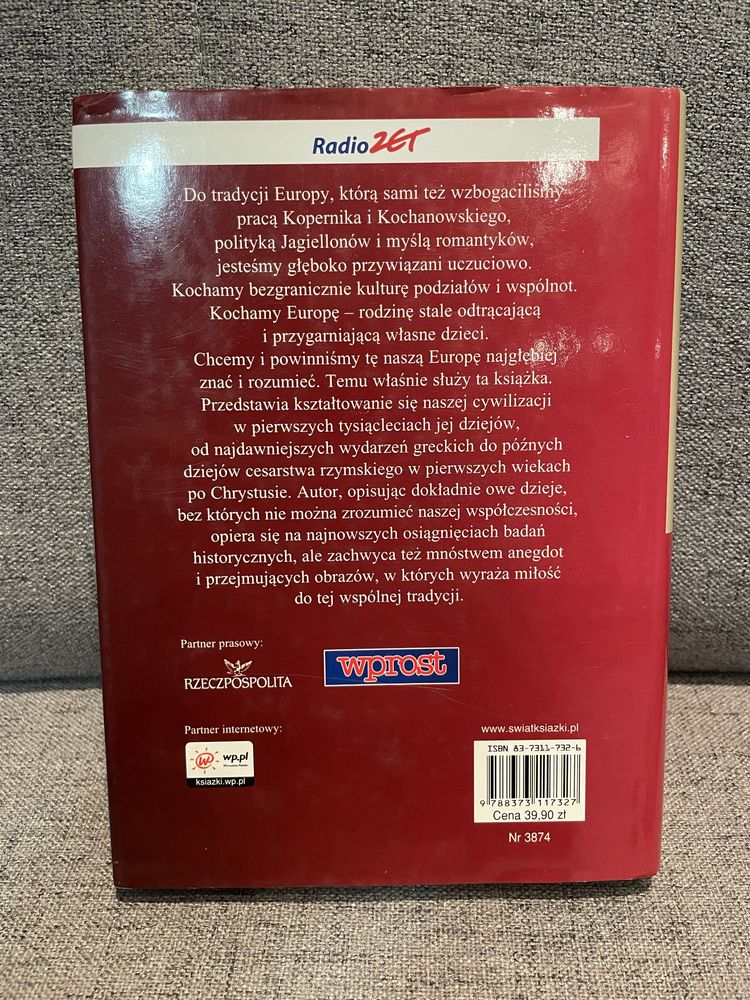 Radio ZET
Do tradycji Europy, którą sami też wzbogaciliśmy
pracą Kopernika i Kochanowskiego,
polityką Jagiellonów i myślą romantyków,
jesteśmy głęboko przywiązani uczuciowo.
Kochamy bezgranicznie kulturę podziałów i wspólnot.
Kochamy Europę – rodzinę stale odtrącającą
i przygarniającą własne dzieci.
Chcemy i powinniśmy tę naszą Europę najgłębiej
znać i rozumieć. Temu właśnie służy ta książka.
Przedstawia kształtowanie się naszej cywilizacji
w pierwszych tysiącleciach jej dziejów,
od najdawniejszych wydarzeń greckich do późnych
dziejów cesarstwa rzymskiego w pierwszych wiekach
po Chrystusie. Autor, opisując dokładnie owe dzieje,
bez których nie można zrozumieć naszej współczesności,
opiera się na najnowszych osiągnięciach badań
historycznych, ale zachwyca też mnóstwem anegdot
i przejmujących obrazów, w których wyraża miłość
do tej wspólnej tradycji.
Partner prasowy:
RZECZPOSPOLITA
wprost
Partner internetowy:
wp wp.pl
Wirtualna Polska
ksiazki.wp.pl
www.swiatksiazki.pl
ISBN 83-7311-732-6
9 788373 117327
Cena 39,90 zł
Nr 3874